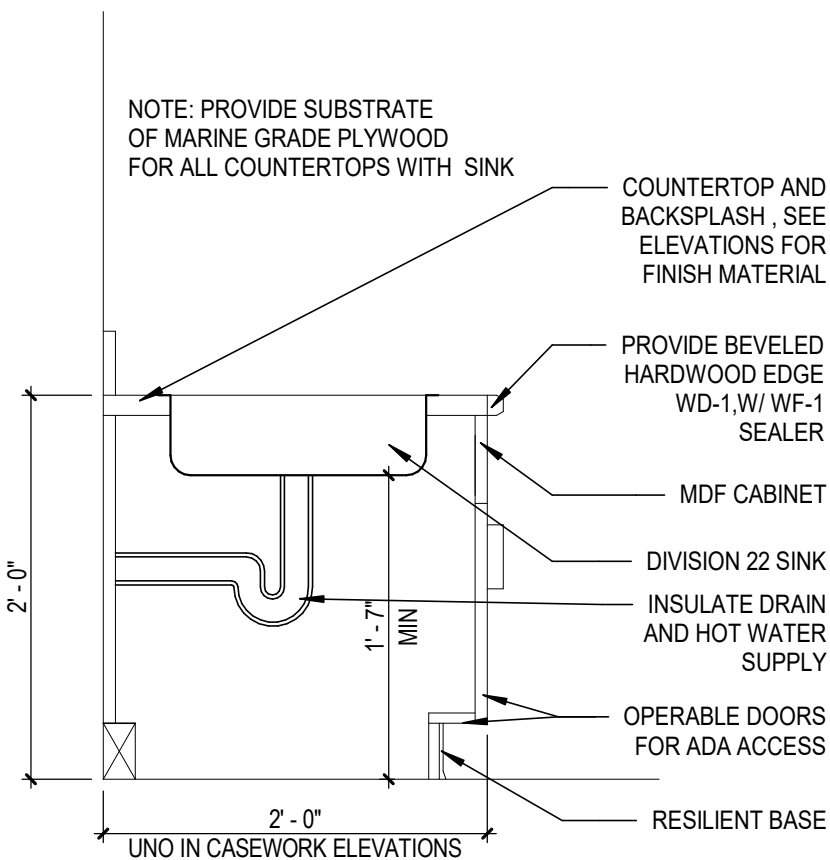 NOTE: PROVIDE SUBSTRATE
OF MARINE GRADE PLYWOOD
FOR ALL COUNTERTOPS WITH SINK
COUNTERTOP AND
BACKSPLASH , SEE
ELEVATIONS FOR
FINISH MATERIAL
PROVIDE BEVELED
HARDWOOD EDGE
WD-1,W/ WF-1
SEALER
MDF CABINET
DIVISION 22 SINK
INSULATE DRAIN
AND HOT WATER
SUPPLY
OPERABLE DOORS
FOR ADA ACCESS
RESILIENT BASE
2' - 0"
1' - 7"
MIN
2' - 0"
UNO IN CASEWORK ELEVATIONS